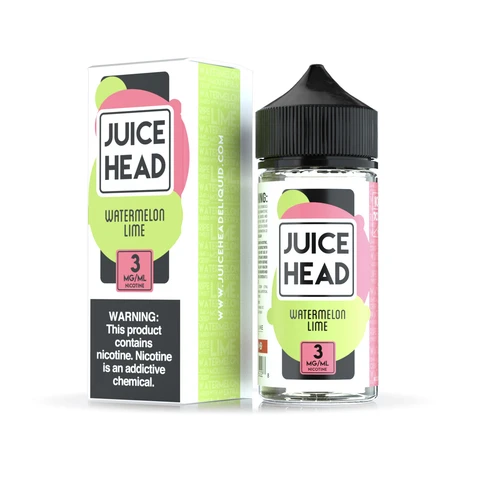 JUICE
HEAD
WATERMELON
LIME
3
MG/ML
NICOTINE
WARNING:
This product
contains
nicotine. Nicotine
is an addictive
chemical.
WWW.JUICEHEADELIQUID.COM
JUICE
HEAD
WATERMELON
LIME
3
MG/ML
NICOTINE